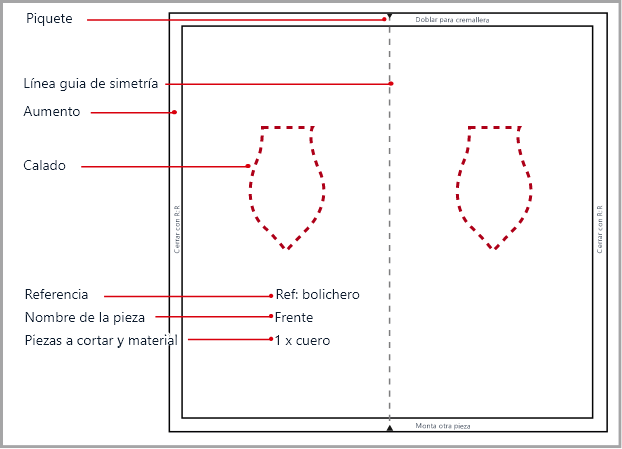 Piquete
Doblar para cremallera
Línea guia de simetría
Aumento
Calado
Cerrar con R:R
Cerrar con R:R
Referencia
Ref: bolichero
Nombre de la pieza
Frente
Piezas a cortar y material
1 x cuero
Monta otra pieza